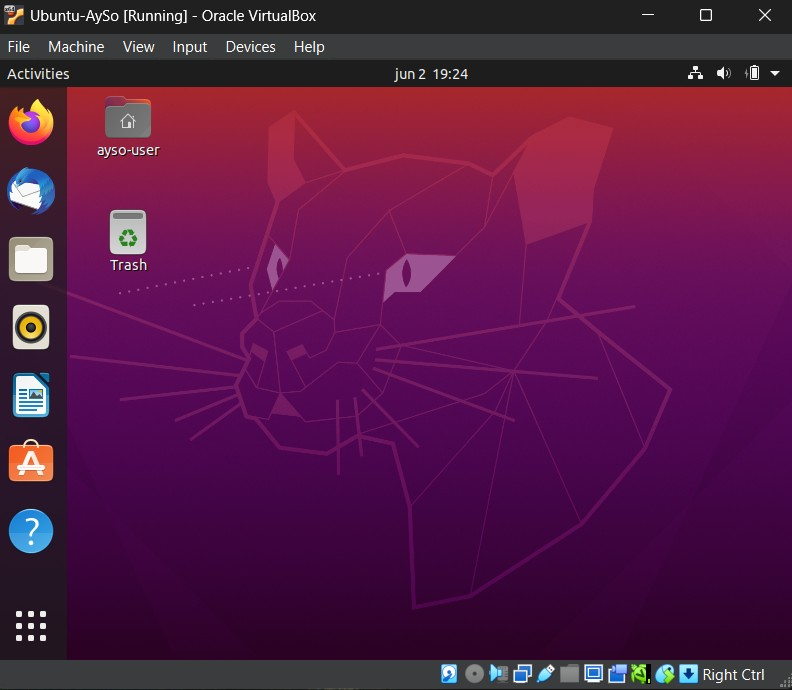 Ubuntu-AySo [Running] - Oracle VirtualBox
File Machine View Input Devices Help
Activities jun 2 19:24
ayso-user
Trash
Right Ctrl